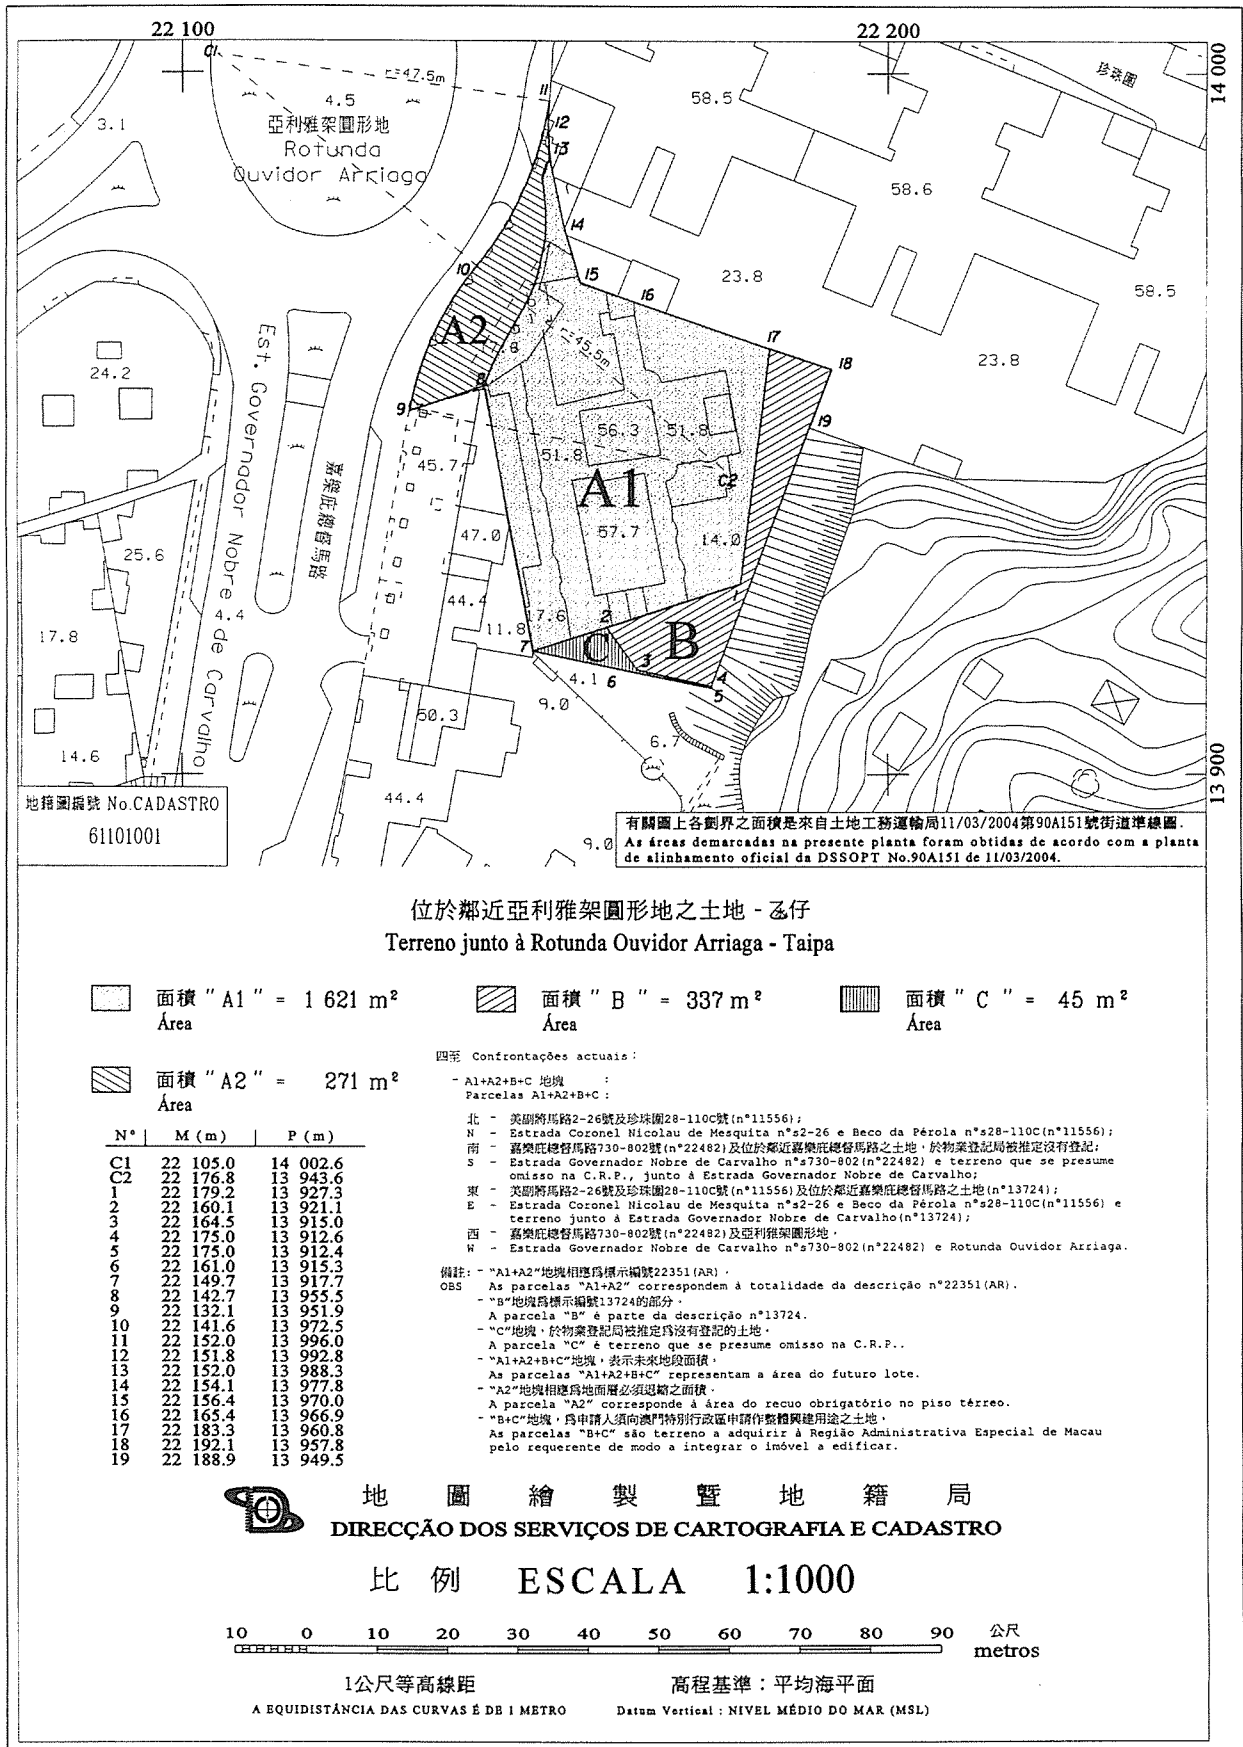 22 100
22 200
14 000
13 900
C1
r=47.5m
11
4.5
亞利雅架圓形地
Rotunda
Ouvidor Arriaga
3.1
12
13
58.5
珍珠圍
58.6
14
10
15
16
23.8
58.5
A2
r=45.5m
17
18
23.8
24.2
8
9
19
Est. Governador Nobre de Carvalho
嘉樂庇總督馬路
56.3
51.8
51.8
C2
A1
45.7
57.7
14.0
47.0
25.6
4.4
44.4
17.6
11.8
17.8
1
2
C
B
3
7
4.1
6
4
5
9.0
50.3
6.7
14.6
44.4
9.0
地籍圖編號 No.CADASTRO
61101001
有關圖上各劃界之面積是來自土地工務運輸局11/03/2004第90A151號街道準線圖.
As áreas demarcadas na presente planta foram obtidas de acordo com a planta
de alinhamento oficial da DSSOPT No.90A151 de 11/03/2004.
位於鄰近亞利雅架圓形地之土地 - 氹仔
Terreno junto à Rotunda Ouvidor Arriaga - Taipa
面積 " A1 " = 1 621 m²
Área
面積 " B " = 337 m²
Área
面積 " C " = 45 m²
Área
面積 "A2 " = 271 m²
Área
N° M (m) P (m)
C1 22 105.0 14 002.6
C2 22 176.8 13 943.6
1 22 179.2 13 927.3
2 22 160.1 13 921.1
3 22 164.5 13 915.0
4 22 175.0 13 912.6
5 22 175.0 13 912.4
6 22 161.0 13 915.3
7 22 149.7 13 917.7
8 22 142.7 13 955.5
9 22 132.1 13 951.9
10 22 141.6 13 972.5
11 22 152.0 13 996.0
12 22 151.8 13 992.8
13 22 152.0 13 988.3
14 22 154.1 13 977.8
15 22 156.4 13 970.0
16 22 165.4 13 966.9
17 22 183.3 13 960.8
18 22 192.1 13 957.8
19 22 188.9 13 949.5
四至 Confrontações actuais :
- A1+A2+B+C 地塊 :
Parcelas A1+A2+B+C :
北 - 美副將馬路2-26號及珍珠圍28-110C號(n°11556);
N - Estrada Coronel Nicolau de Mesquita n°s2-26 e Beco da Pérola n°s28-110C(n°11556);
南 - 嘉樂庇總督馬路730-802號(n°22482)及位於鄰近嘉樂庇總督馬路之土地,於物業登記局被推定沒有登記;
S - Estrada Governador Nobre de Carvalho n°s730-802(n°22482) e terreno que se presume
omisso na C.R.P., junto à Estrada Governador Nobre de Carvalho;
東 - 美副將馬路2-26號及珍珠圍28-110C號(n°11556)及位於鄰近嘉樂庇總督馬路之土地(n°13724);
E - Estrada Coronel Nicolau de Mesquita n°s2-26 e Beco da Pérola n°s28-110C(n°11556) e
terreno junto à Estrada Governador Nobre de Carvalho(n°13724);
西 - 嘉樂庇總督馬路730-802號(n°22482)及亞利雅架圓形地.
W - Estrada Governador Nobre de Carvalho n°s730-802(n°22482) e Rotunda Ouvidor Arriaga.
備註: - "A1+A2"地塊相應為標示編號22351(AR).
OBS As parcelas "A1+A2" correspondem à totalidade da descrição n°22351(AR).
- "B"地塊為標示編號13724的部分.
A parcela "B" é parte da descrição n°13724.
- "C"地塊,於物業登記局被推定為沒有登記的土地.
A parcela "C" é terreno que se presume omisso na C.R.P..
- "A1+A2+B+C"地塊,表示未來地段面積.
As parcelas "A1+A2+B+C" representam a área do futuro lote.
- "A2"地塊相應為地面層必須退縮之面積.
A parcela "A2" corresponde à área do recuo obrigatório no piso térreo.
- "B+C"地塊,為申請人須向澳門特別行政區申請作整體興建用途之土地.
As parcelas "B+C" são terreno a adquirir à Região Administrativa Especial de Macau
pelo requerente de modo a integrar o imóvel a edificar.
地 圖 繪 製 暨 地 籍 局
DIRECÇÃO DOS SERVIÇOS DE CARTOGRAFIA E CADASTRO
比 例 ESCALA 1:1000
10 0 10 20 30 40 50 60 70 80 90 公尺
metros
1公尺等高線距
A EQUIDISTÂNCIA DAS CURVAS É DE 1 METRO
高程基準：平均海平面
Datum Vertical : NIVEL MÉDIO DO MAR (MSL)